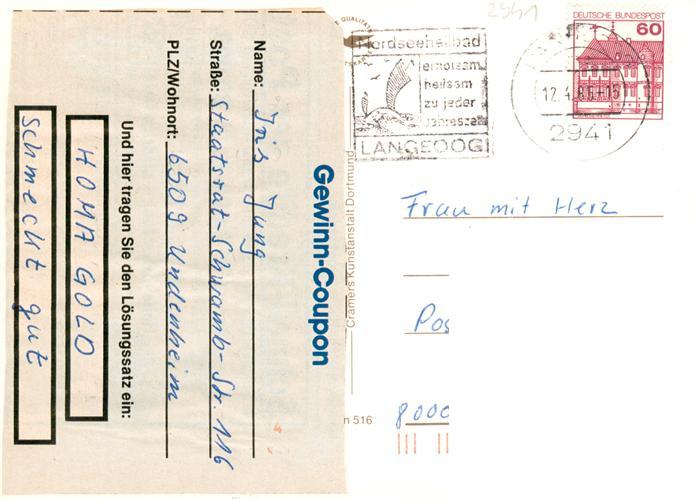 Gewinn-Coupon
Name: Iris Jung
Straße: Staatsrat-Schwamb-Str. 116
PLZ/Wohnort: 6509 Undenheim
Und hier tragen Sie den Lösungssatz ein:
HOMA GOLD
schmeckt gut
2941
Nordseeheilbad
erholsam
heilsam
zu jeder
Jahreszeit
LANGEOOG
DEUTSCHE BUNDESPOST
60
12.4.85-15
2941
Cramers Kunstanstalt Dortmund
Frau mit Herz
Pos
n 516
8000